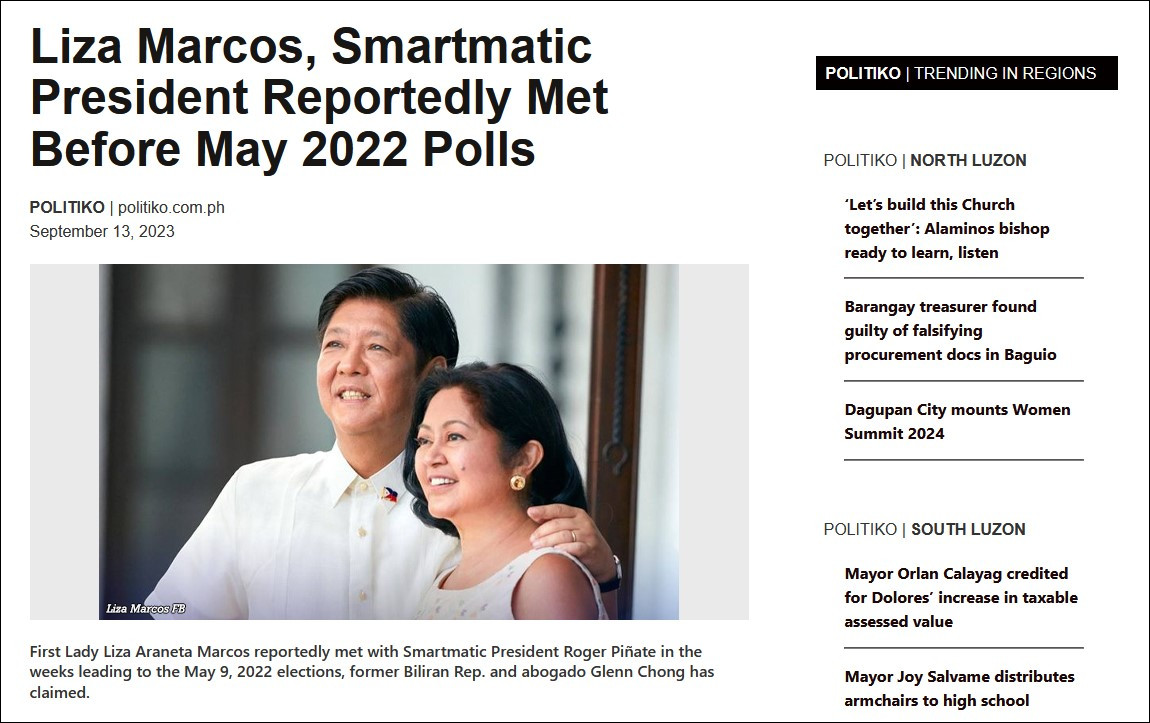 Liza Marcos, Smartmatic
President Reportedly Met
Before May 2022 Polls
POLITIKO | politiko.com.ph
September 13, 2023
Liza Marcos FB
First Lady Liza Araneta Marcos reportedly met with Smartmatic President Roger Piñate in the
weeks leading to the May 9, 2022 elections, former Biliran Rep. and abogado Glenn Chong has
claimed.
POLITIKO | TRENDING IN REGIONS
POLITIKO | NORTH LUZON
‘Let’s build this Church
together’: Alaminos bishop
ready to learn, listen
Barangay treasurer found
guilty of falsifying
procurement docs in Baguio
Dagupan City mounts Women
Summit 2024
POLITIKO | SOUTH LUZON
Mayor Orlan Calayag credited
for Dolores’ increase in taxable
assessed value
Mayor Joy Salvame distributes
armchairs to high school